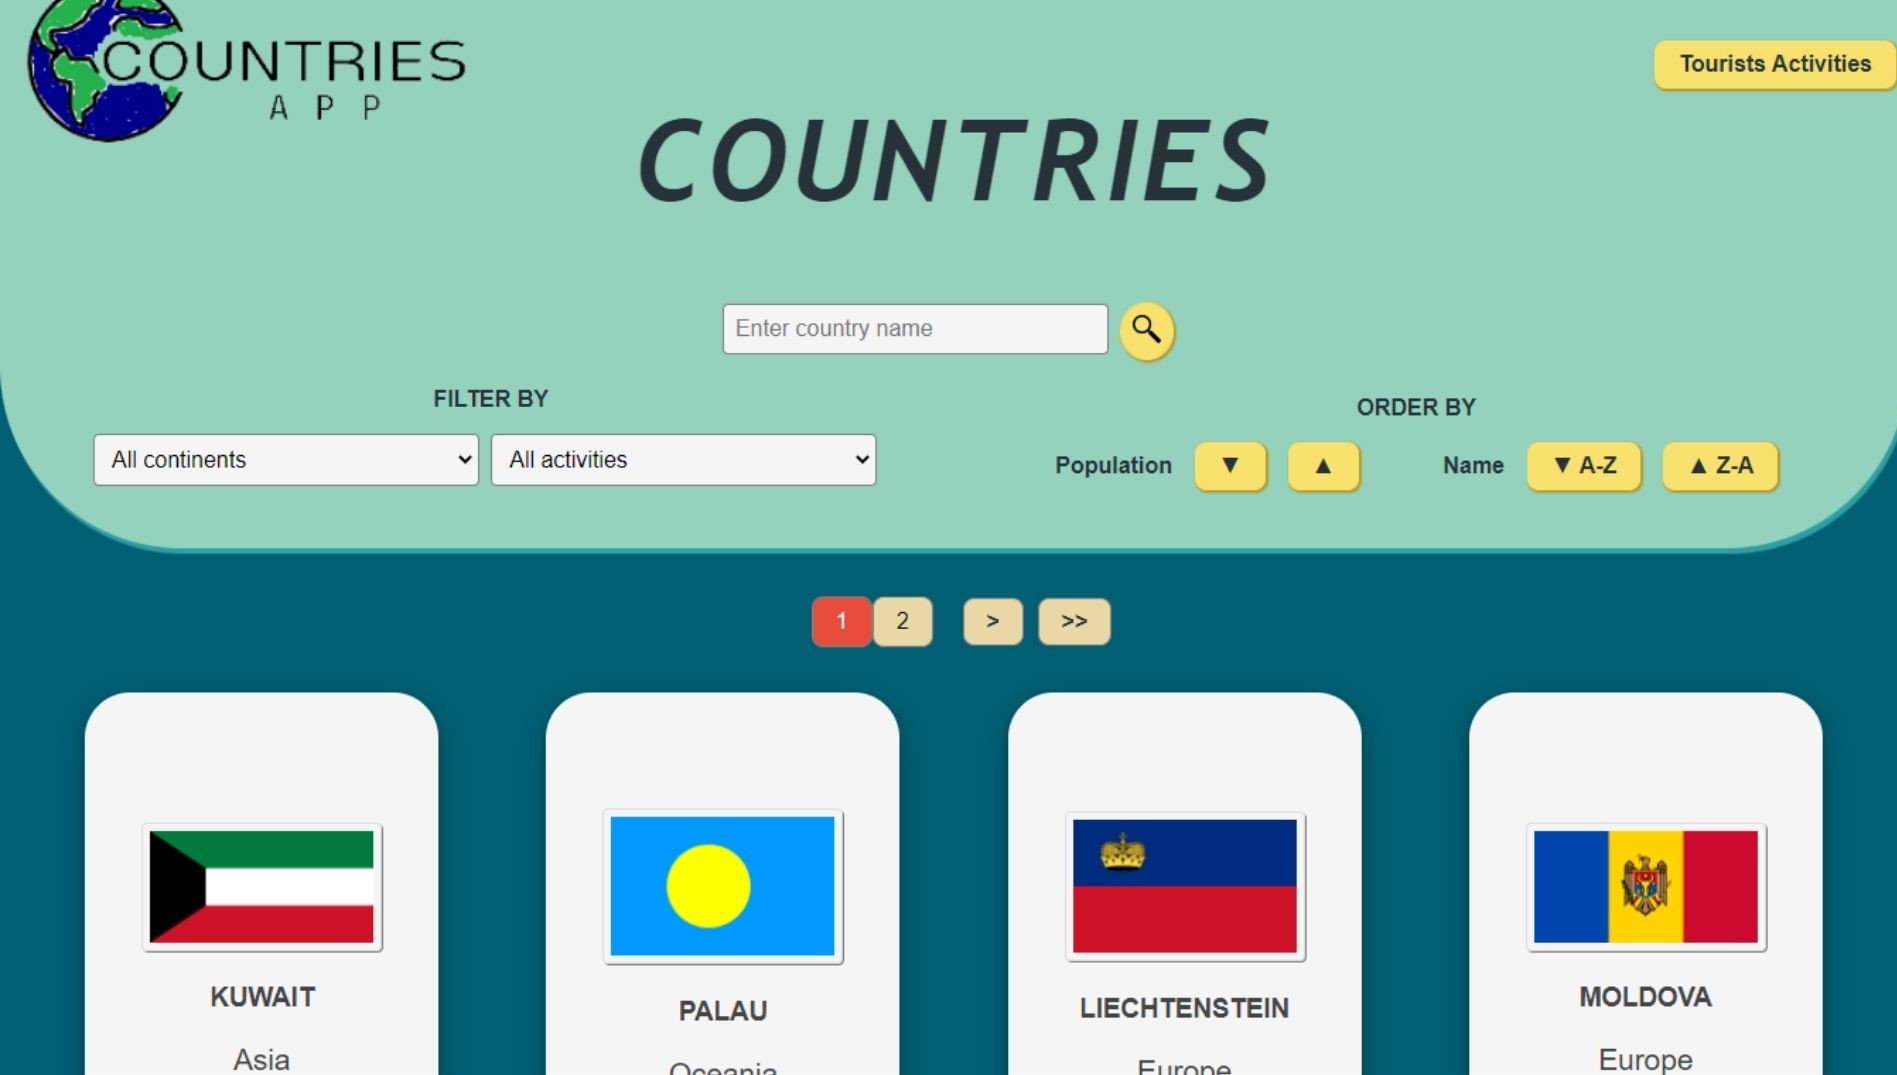 COUNTRIES
APP
Tourists Activities
COUNTRIES
Enter country name
FILTER BY
ORDER BY
All continents
All activities
Population ▼ ▲ Name ▼ A-Z ▲ Z-A
1 2 > >>
KUWAIT
Asia
PALAU
Oceania
LIECHTENSTEIN
Europe
MOLDOVA
Europe